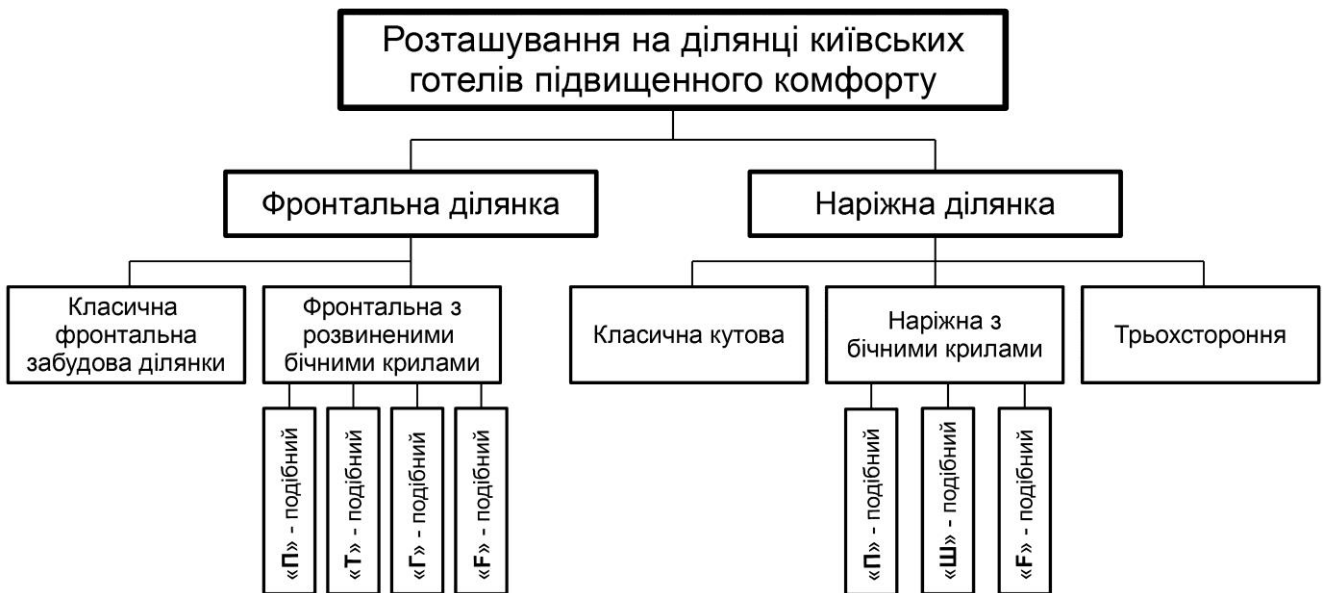 Розташування на ділянці київських
готелів підвищенного комфорту
Фронтальна ділянка
Наріжна ділянка
Класична
фронтальна
забудова ділянки
Фронтальна з
розвиненими
бічними крилами
Класична кутова
Наріжна з
бічними крилами
Трьохстороння
«П» - подібний
«Т» - подібний
«Г» - подібний
«F» - подібний
«П» - подібний
«Ш» - подібний
«F» - подібний